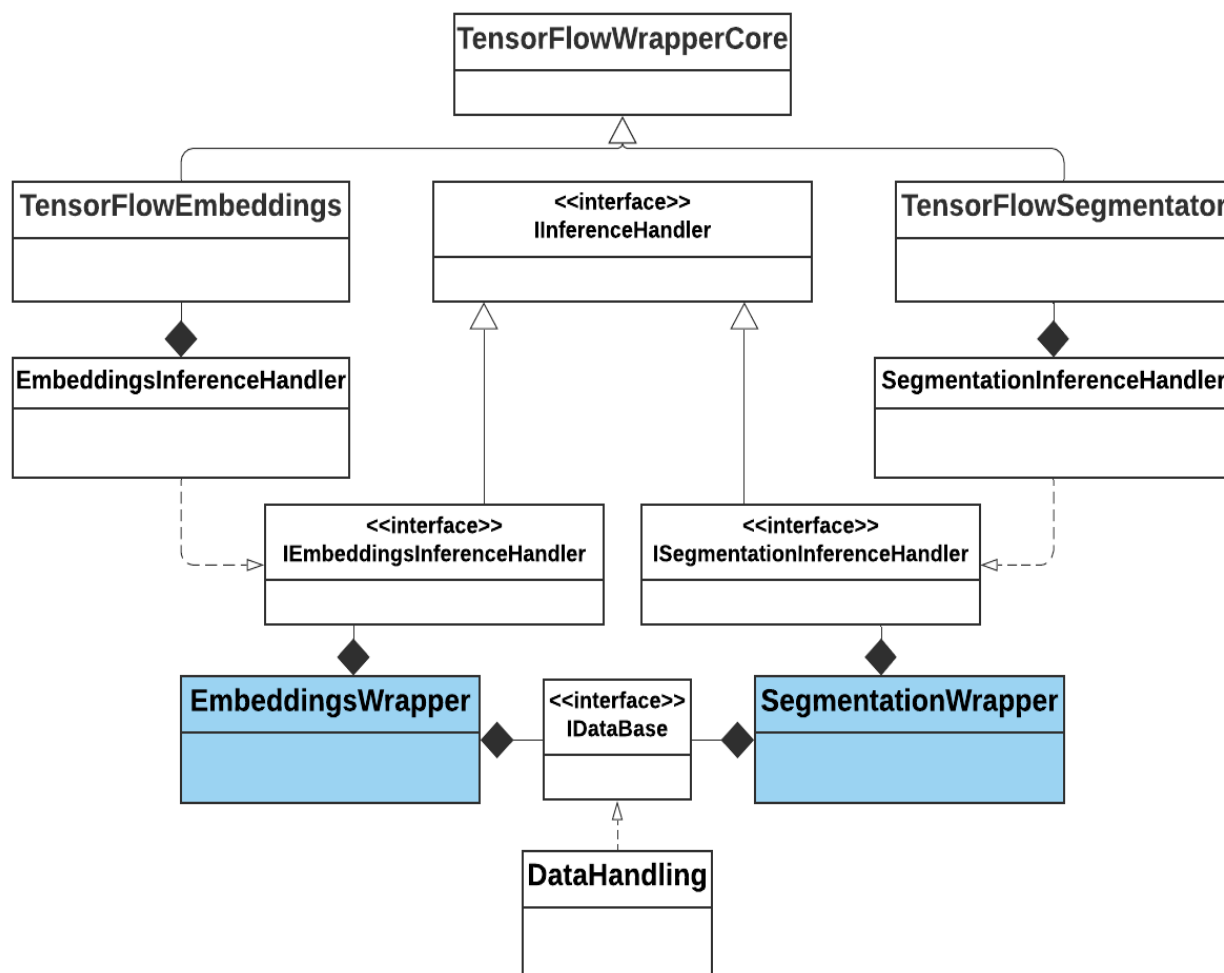 TensorFlowWrapperCore
TensorFlowEmbeddings
<<interface>>
IInferenceHandler
TensorFlowSegmentator
EmbeddingsInferenceHandler
SegmentationInferenceHandler
<<interface>>
IEmbeddingsInferenceHandler
<<interface>>
ISegmentationInferenceHandler
EmbeddingsWrapper
<<interface>>
IDataBase
SegmentationWrapper
DataHandling